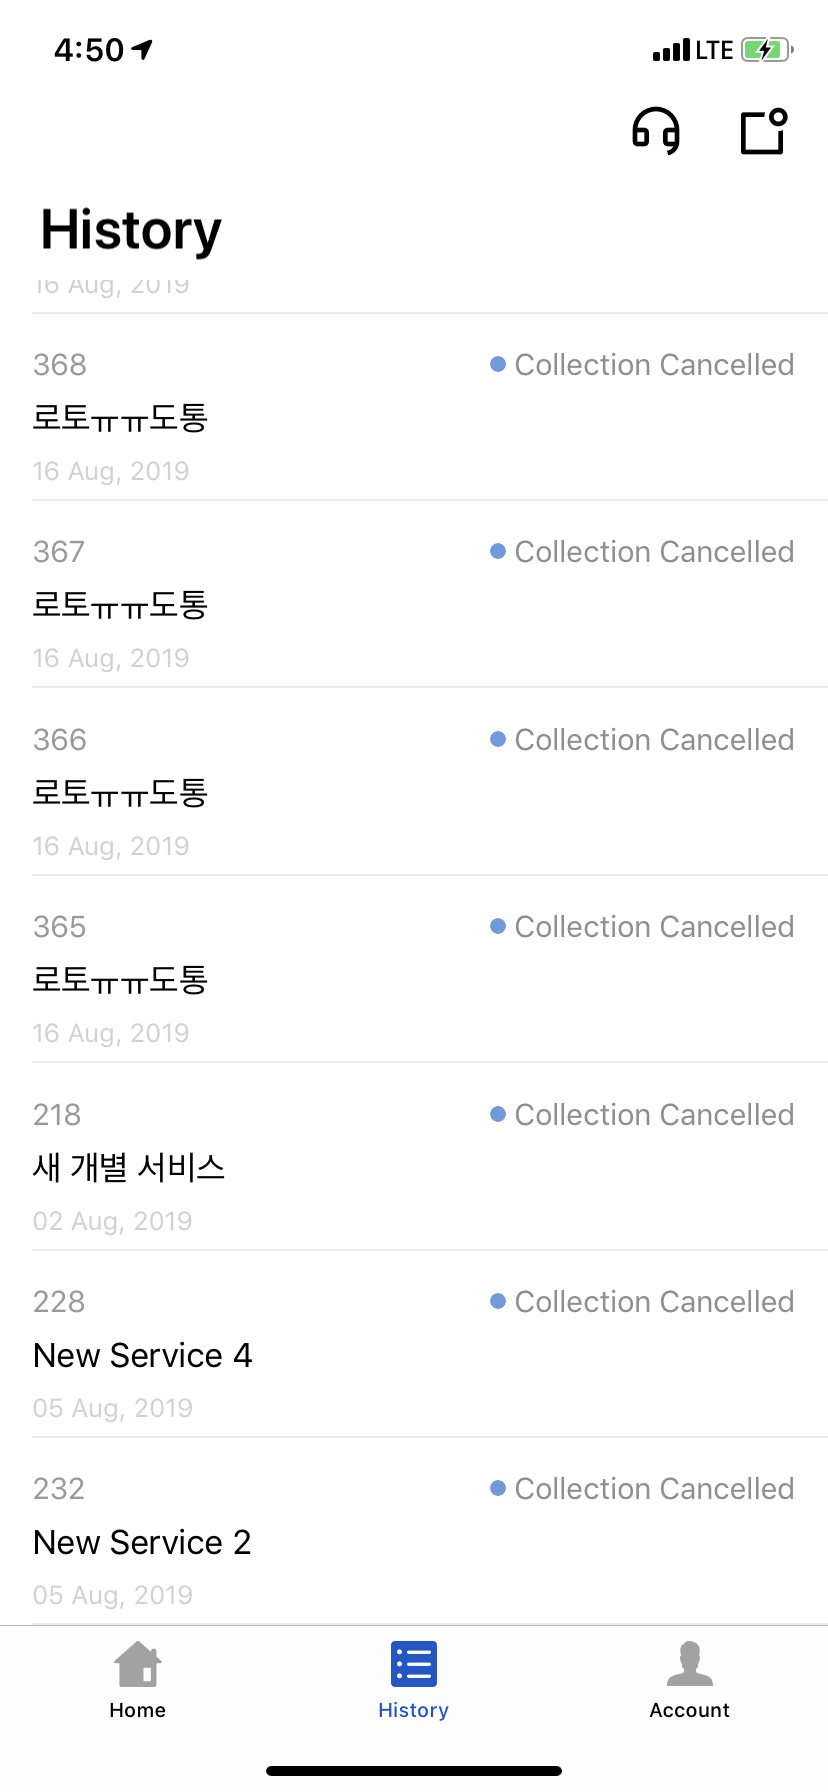 4:50
LTE
History
16 Aug, 2019
368
Collection Cancelled
로토ㅠㅠ도통
16 Aug, 2019
367
Collection Cancelled
로토ㅠㅠ도통
16 Aug, 2019
366
Collection Cancelled
로토ㅠㅠ도통
16 Aug, 2019
365
Collection Cancelled
로토ㅠㅠ도통
16 Aug, 2019
218
Collection Cancelled
새 개별 서비스
02 Aug, 2019
228
Collection Cancelled
New Service 4
05 Aug, 2019
232
Collection Cancelled
New Service 2
05 Aug, 2019
Home
History
Account